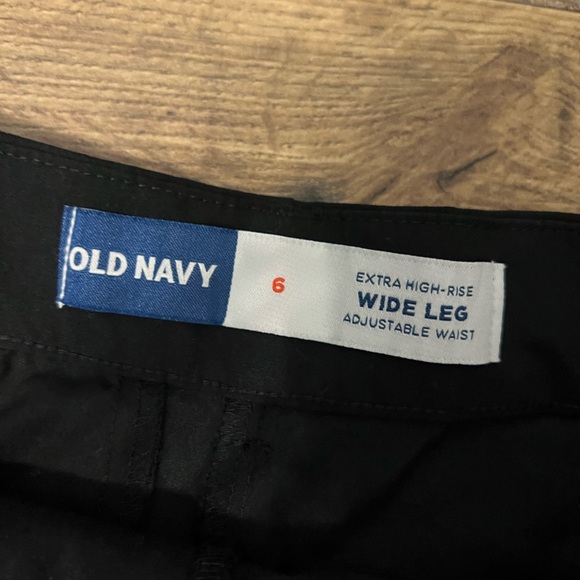 OLD NAVY
6
EXTRA HIGH-RISE
WIDE LEG
ADJUSTABLE WAIST